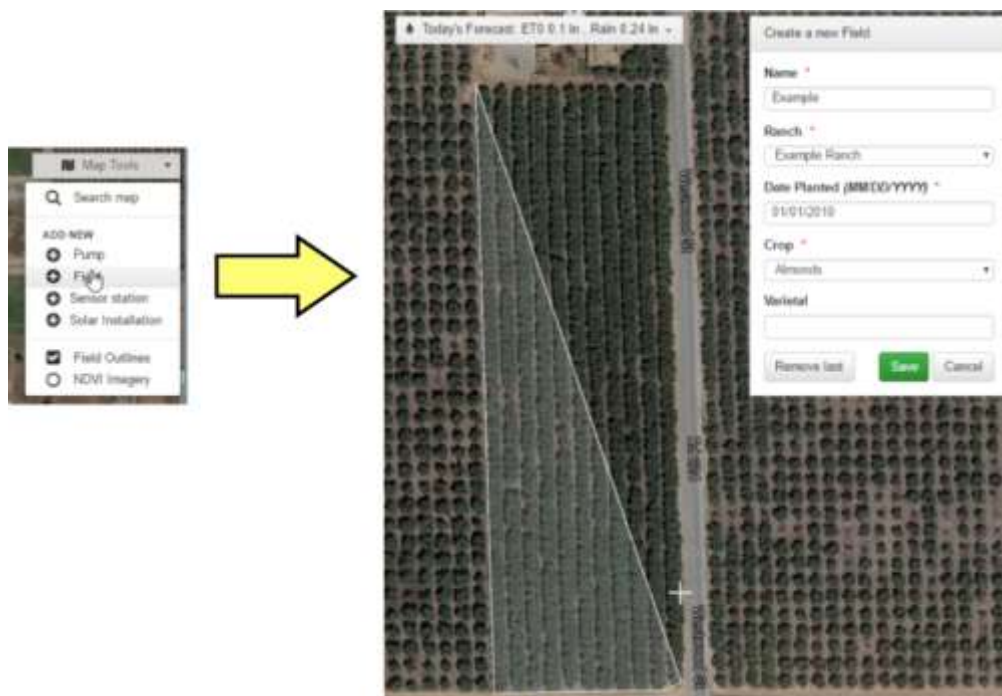 Map Tools
Search map
ADD NEW
Pump
Field
Sensor station
Solar Installation
Field Outlines
NDVI Imagery
Today's Forecast: ET0 0.1 In , Rain 0.24 In
Create a new Field
Name *
Example
Ranch *
Example Ranch
Date Planted (MM/DD/YYYY) *
01/01/2010
Crop *
Almonds
Varietal
Remove last
Save
Cancel